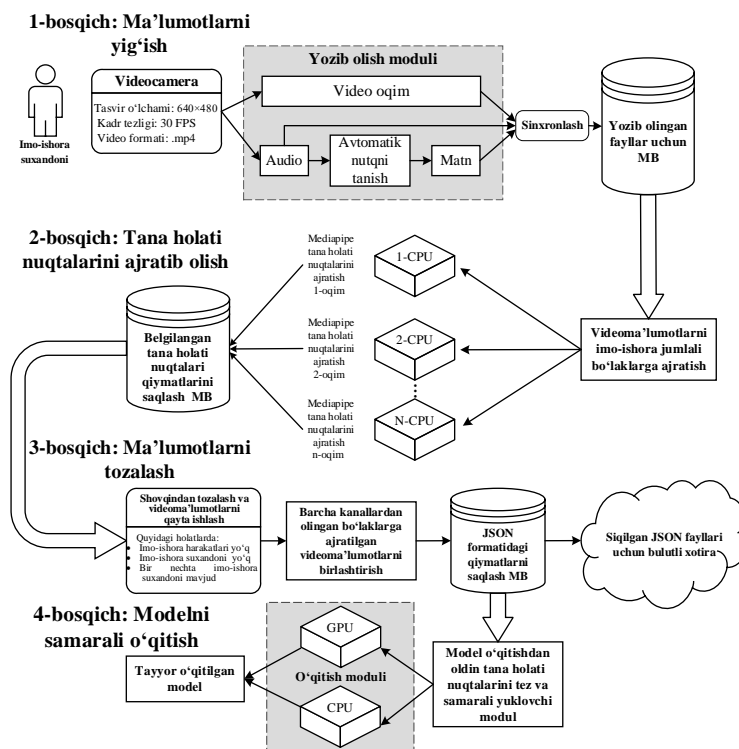 1-bosqich: Ma’lumotlarni
yig‘ish
Imo-ishora
suxandoni
Videocamera
Tasvir o‘lchami: 640×480
Kadr tezligi: 30 FPS
Video formati: .mp4
Yozib olish moduli
Video oqim
Audio
Avtomatik
nutqni
tanish
Matn
Sinxronlash
Yozib olingan
fayllar uchun
MB
2-bosqich: Tana holati
nuqtalarini ajratib olish
Videoma’lumotlarni
imo-ishora jumlali
bo‘laklarga ajratish
1-CPU
2-CPU
N-CPU
Mediapipe
tana holati
nuqtalarini
ajratish
1-oqim
Mediapipe
tana holati
nuqtalarini
ajratish
2-oqim
Mediapipe
tana holati
nuqtalarini
ajratish
n-oqim
Belgilangan
tana holati
nuqtalari
qiymatlarini
saqlash MB
3-bosqich: Ma’lumotlarni
tozalash
Shovqindan tozalash va
videoma’lumotlarni
qayta ishlash
Quyidagi holatlarda:
• Imo-ishora harakatlari yo‘q
• Imo-ishora suxandoni yo‘q
• Bir nechta imo-ishora
suxandoni mavjud
Barcha kanallardan
olingan bo‘laklarga
ajratilgan
videoma’lumotlarni
birlashtirish
JSON
formatidagi
qiymatlarni
saqlash MB
Siqilgan JSON fayllari
uchun bulutli xotira
4-bosqich: Modelni
samarali o‘qitish
Model o‘qitishdan
oldin tana holati
nuqtalarini tez va
samarali yuklovchi
modul
GPU
O‘qitish moduli
CPU
Tayyor o‘qitilgan
model